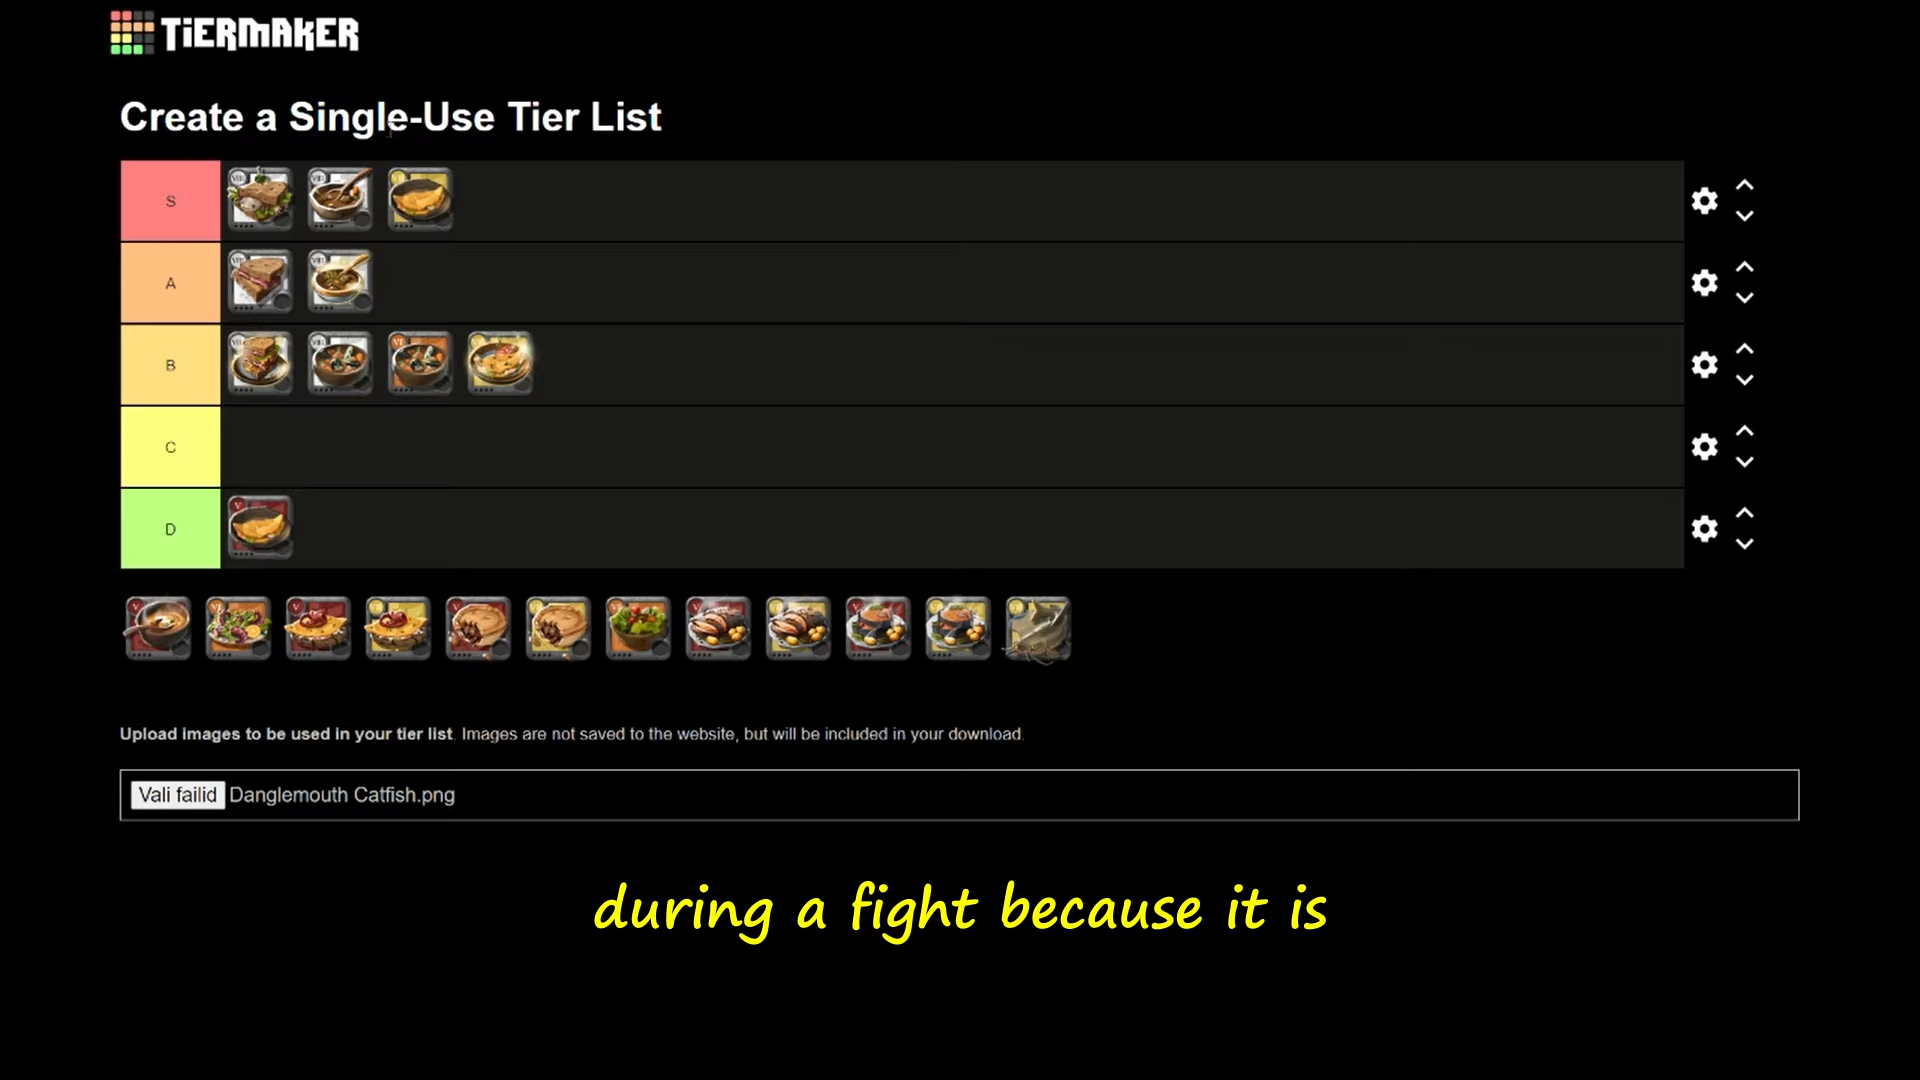 TiERMAKER
Create a Single-Use Tier List
S
A
B
C
D
Upload images to be used in your tier list. Images are not saved to the website, but will be included in your download.
Vali failid Danglemouth Catfish.png
during a fight because it is